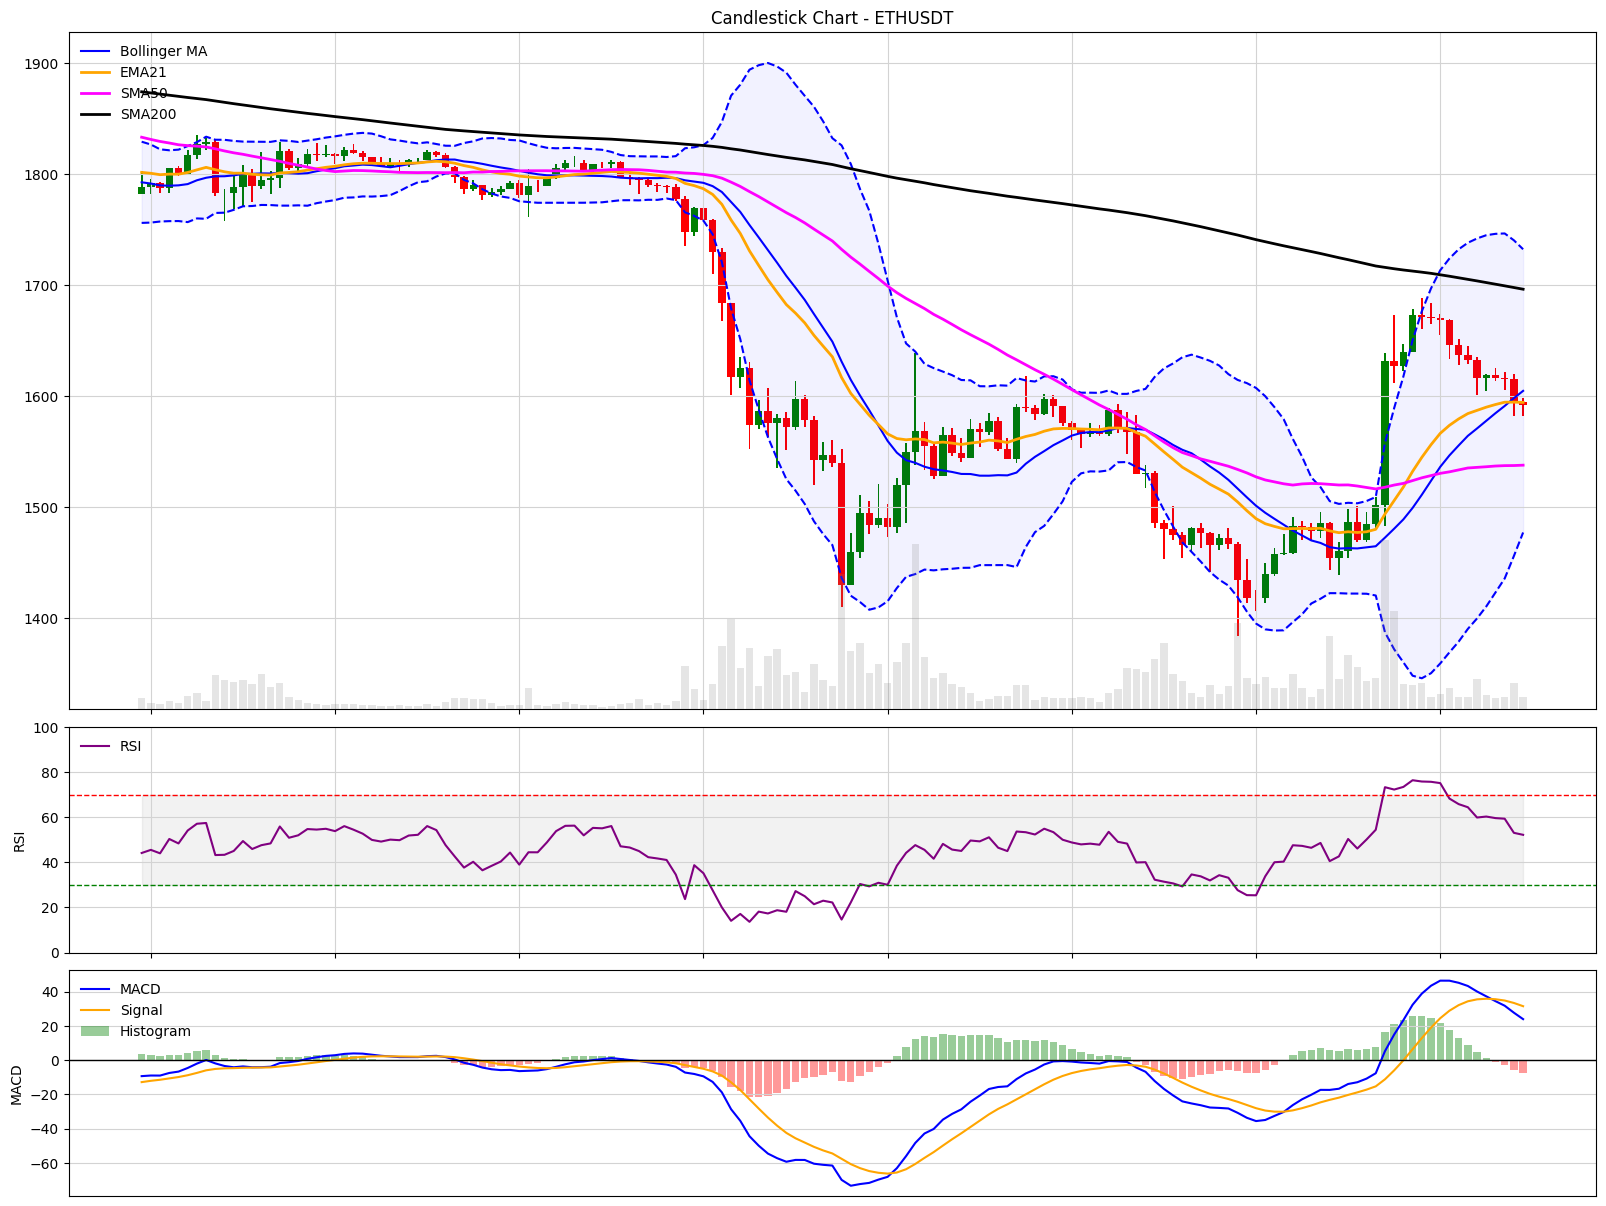 Candlestick Chart - ETHUSDT
Bollinger MA
EMA21
SMA50
SMA200
1900
1800
1700
1600
1500
1400
RSI
RSI
100
80
60
40
20
0
MACD
Signal
Histogram
MACD
40
20
0
−20
−40
−60